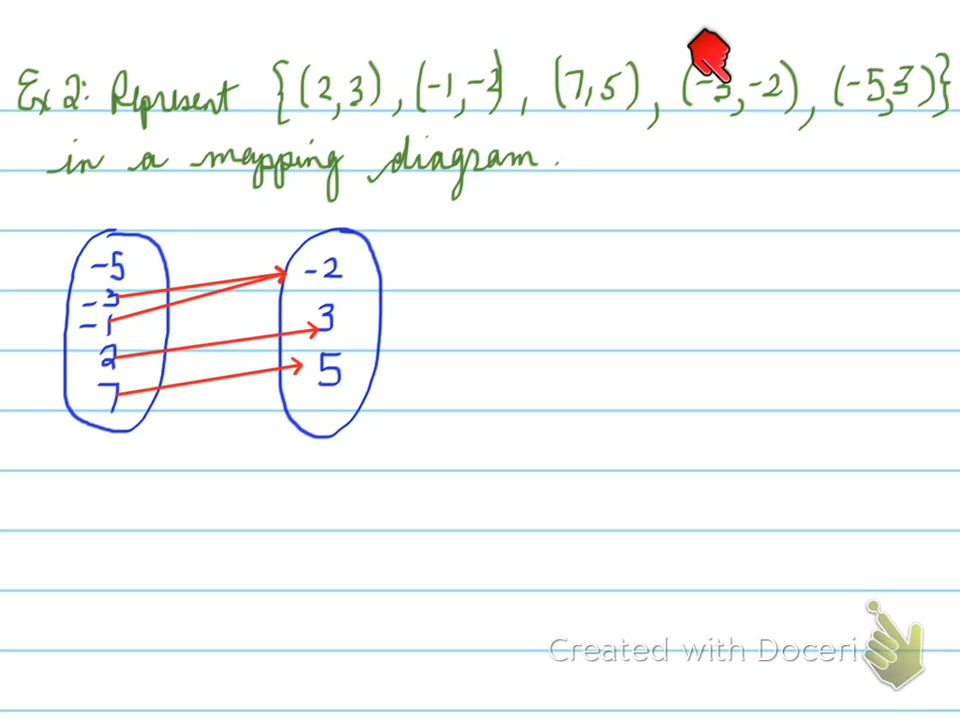 Ex 2: Represent {(2,3), (-1,-2), (7,5), (-3,-2), (-5,3)}
in a mapping diagram.
-5 -2
-3
-1 3
2
7 5
Created with Doceri